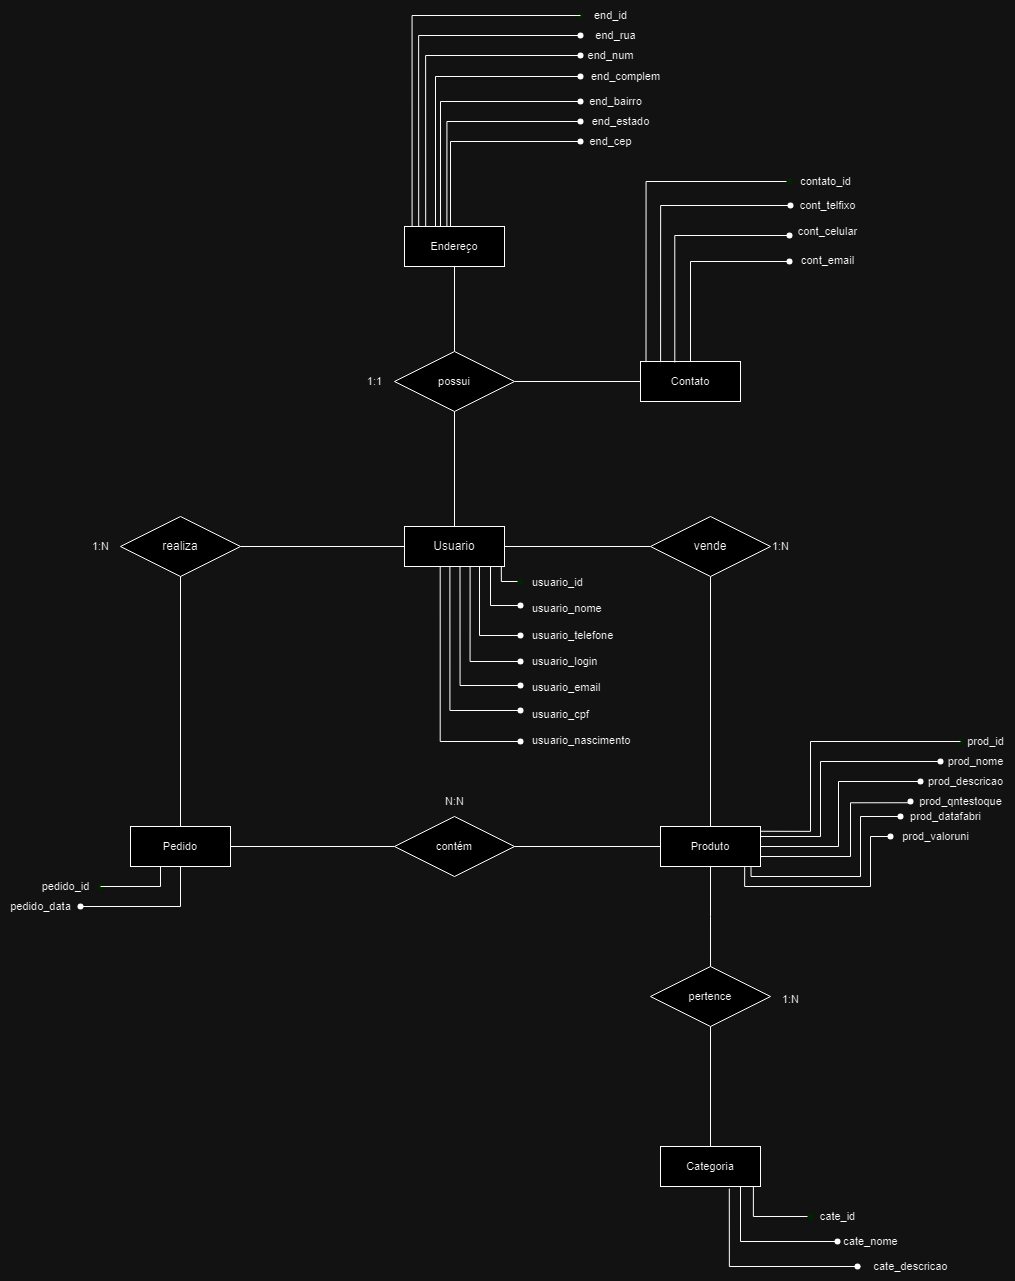 end_id
end_rua
end_num
end_complem
end_bairro
end_estado
end_cep
contato_id
cont_telfixo
cont_celular
cont_email
Endereço
1:1
possui
Contato
1:N
realiza
Usuario
vende
1:N
usuario_id
usuario_nome
usuario_telefone
usuario_login
usuario_email
usuario_cpf
usuario_nascimento
prod_id
prod_nome
prod_descricao
prod_qntestoque
prod_datafabri
prod_valoruni
N:N
Pedido
contém
Produto
pedido_id
pedido_data
pertence
1:N
Categoria
cate_id
cate_nome
cate_descricao